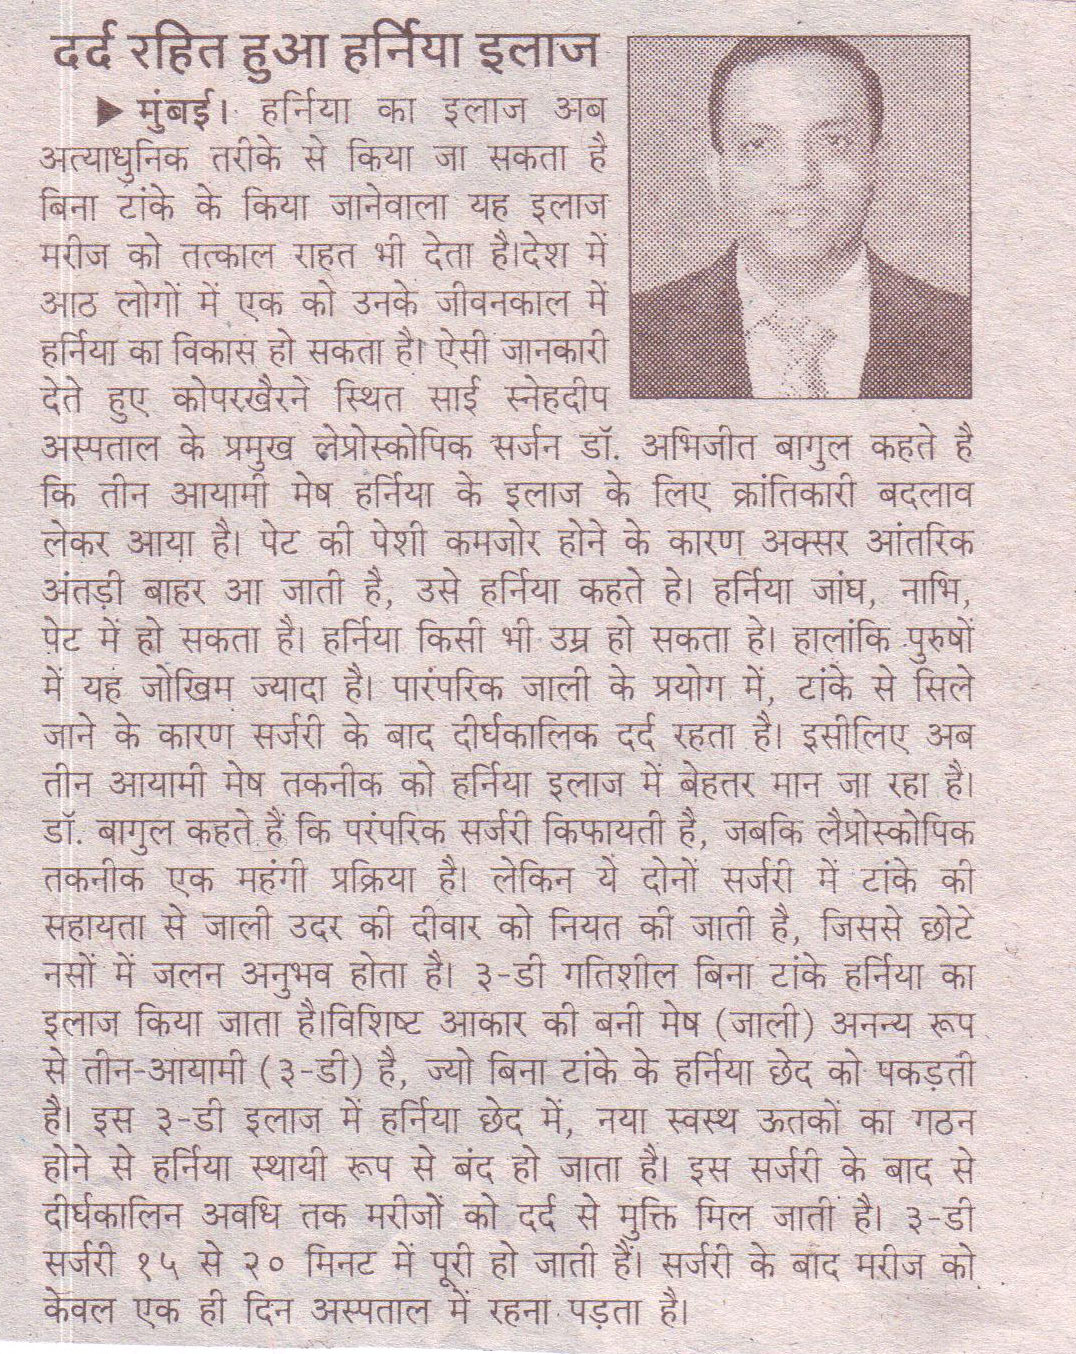 दर्द रहित हुआ हर्निया इलाज
▶ मुंबई। हर्निया का इलाज अब
अत्याधुनिक तरीके से किया जा सकता है
बिना टांके के किया जानेवाला यह इलाज
मरीज को तत्काल राहत भी देता है।देश में
आठ लोगों में एक को उनके जीवनकाल में
हर्निया का विकास हो सकता है। ऐसी जानकारी
देते हुए कोपरखैरने स्थित साई स्नेहदीप
अस्पताल के प्रमुख लेप्रोस्कोपिक सर्जन डॉ. अभिजीत बागुल कहते है
कि तीन आयामी मेष हर्निया के इलाज के लिए क्रांतिकारी बदलाव
लेकर आया है। पेट की पेशी कमजोर होने के कारण अक्सर आंतरिक
अंतड़ी बाहर आ जाती है, उसे हर्निया कहते हे। हर्निया जांघ, नाभि,
पेट में हो सकता है। हर्निया किसी भी उम्र हो सकता हे। हालांकि पुरुषों
में यह जोखिम ज्यादा है। पारंपरिक जाली के प्रयोग में, टांके से सिले
जाने के कारण सर्जरी के बाद दीर्घकालिक दर्द रहता है। इसीलिए अब
तीन आयामी मेष तकनीक को हर्निया इलाज में बेहतर मान जा रहा है।
डॉ. बागुल कहते हैं कि परंपरिक सर्जरी किफायती है, जबकि लैप्रोस्कोपिक
तकनीक एक महंगी प्रक्रिया है। लेकिन ये दोनों सर्जरी में टांके की
सहायता से जाली उदर की दीवार को नियत की जाती है, जिससे छोटे
नसों में जलन अनुभव होता है। ३-डी गतिशील बिना टांके हर्निया का
इलाज किया जाता है।विशिष्ट आकार की बनी मेष (जाली) अनन्य रूप
से तीन-आयामी (३-डी) है, ज्यो बिना टांके के हर्निया छेद को पकड़ती
है। इस ३-डी इलाज में हर्निया छेद में, नया स्वस्थ ऊतकों का गठन
होने से हर्निया स्थायी रूप से बंद हो जाता है। इस सर्जरी के बाद से
दीर्घकालिन अवधि तक मरीजों को दर्द से मुक्ति मिल जाती है। ३-डी
सर्जरी १५ से २० मिनट में पूरी हो जाती हैं। सर्जरी के बाद मरीज को
केवल एक ही दिन अस्पताल में रहना पड़ता है।